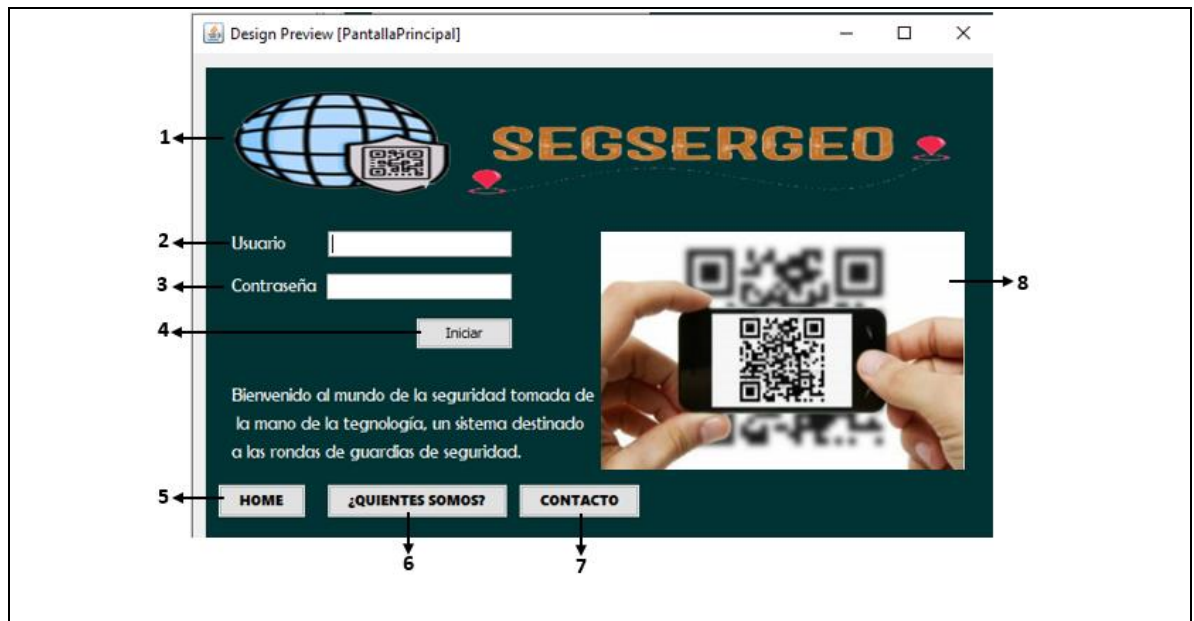 Design Preview [PantallaPrincipal]
1
SEGSERGEO
2
Usuario
3
Contraseña
8
4
Iniciar
Bienvenido al mundo de la seguridad tomada de
la mano de la tegnología, un sistema destinado
a las rondas de guardias de seguridad.
5
HOME
¿QUIENTES SOMOS?
CONTACTO
6
7